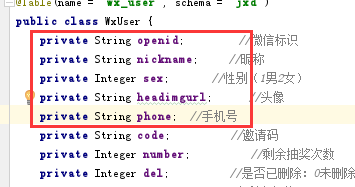 @Table(name = "wx_user", schema = "jxd")
public class WxUser {
private String openid; //微信标识
private String nickname; //昵称
private Integer sex; //性别（1男2女）
private String headimgurl; //头像
private String phone; //手机号
private String code; //邀请码
private Integer number; //剩余抽奖次数
private Integer del; //是否已删除：0未删除